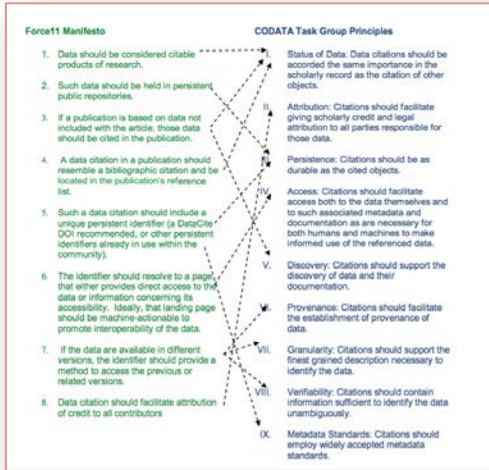 Force11 Manifesto
1. Data should be considered citable
products of research.
2. Such data should be held in persistent
public repositories.
3. If a publication is based on data not
included with the article, those data
should be cited in the publication.
4. A data citation in a publication should
resemble a bibliographic citation and be
located in the publication's reference
list.
5. Such a data citation should include a
unique persistent identifier (a DataCite
DOI recommended, or other persistent
identifiers already in use within the
community).
6. The identifier should resolve to a page
that either provides direct access to the
data or information concerning its
accessibility. Ideally, that landing page
should be machine-actionable to
promote interoperability of the data.
7. If the data are available in different
versions, the identifier should provide a
method to access the previous or
related versions.
8. Data citation should facilitate attribution
of credit to all contributors
CODATA Task Group Principles
I. Status of Data: Data citations should be
accorded the same importance in the
scholarly record as the citation of other
objects.
II. Attribution: Citations should facilitate
giving scholarly credit and legal
attribution to all parties responsible for
those data.
III. Persistence: Citations should be as
durable as the cited objects.
IV. Access: Citations should facilitate
access both to the data themselves and
to such associated metadata and
documentation as are necessary for
both humans and machines to make
informed use of the referenced data.
V. Discovery: Citations should support the
discovery of data and their
documentation.
VI. Provenance: Citations should facilitate
the establishment of provenance of
data.
VII. Granularity: Citations should support the
finest grained description necessary to
identify the data.
VIII. Verifiability: Citations should contain
information sufficient to identify the data
unambiguously.
IX. Metadata Standards: Citations should
employ widely accepted metadata
standards.